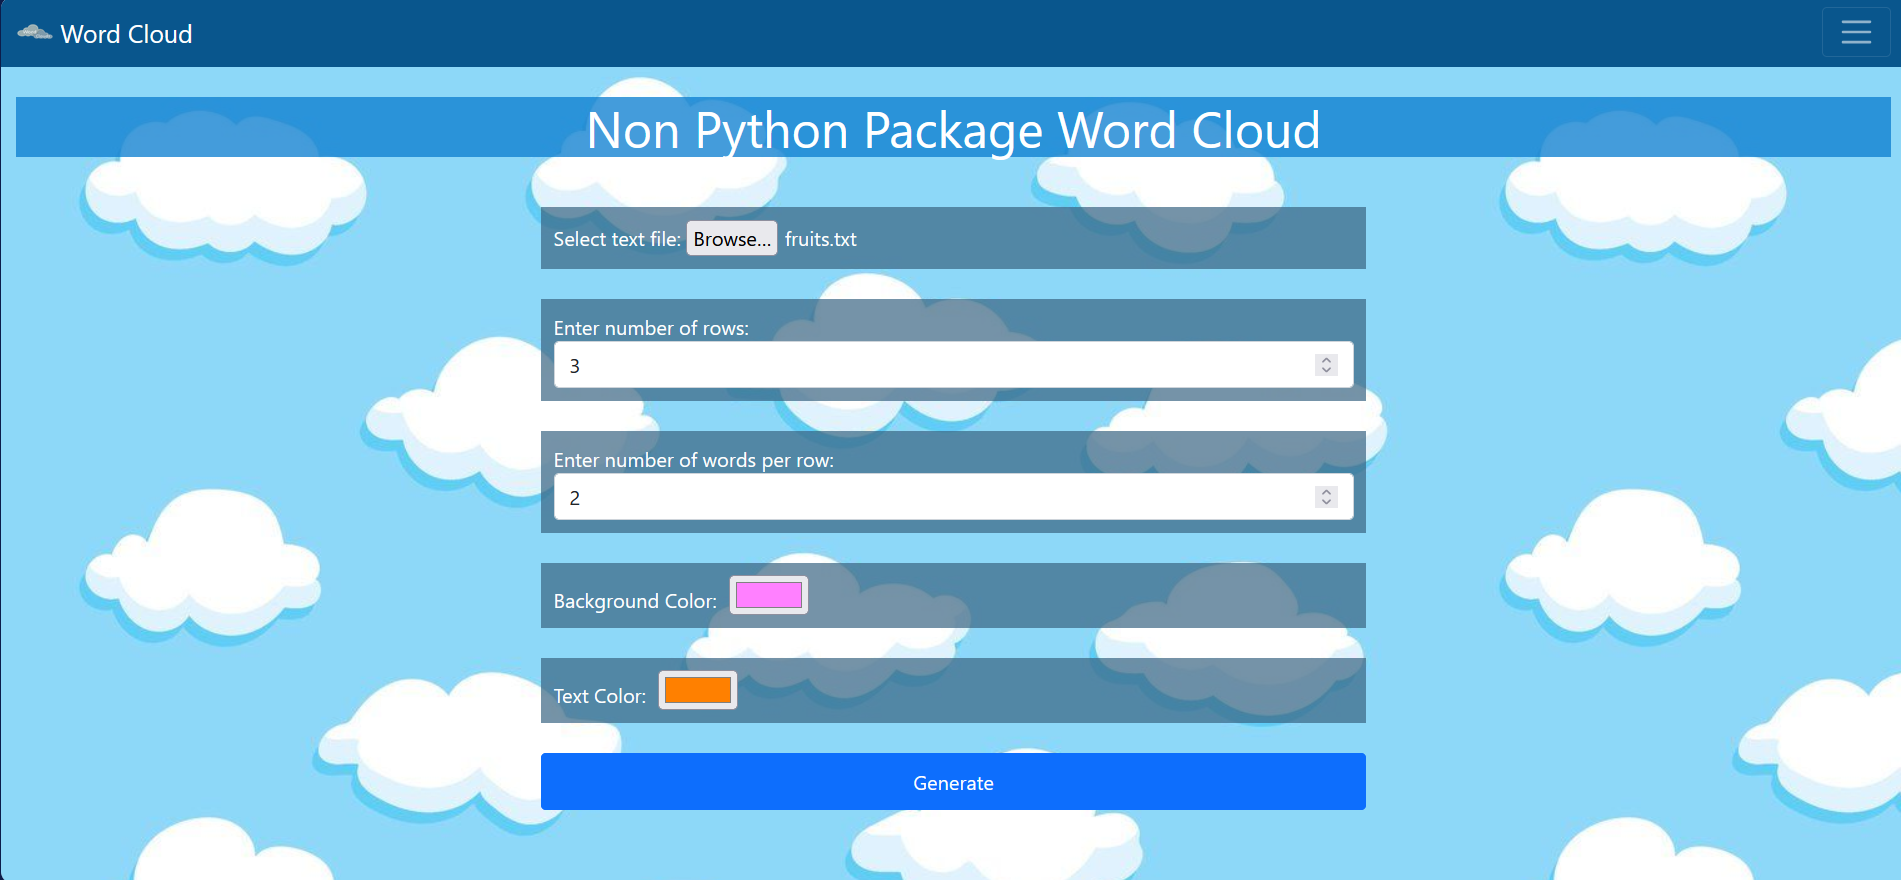 Word Cloud
Non Python Package Word Cloud
Select text file: Browse... fruits.txt
Enter number of rows:
3
Enter number of words per row:
2
Background Color:
Text Color:
Generate